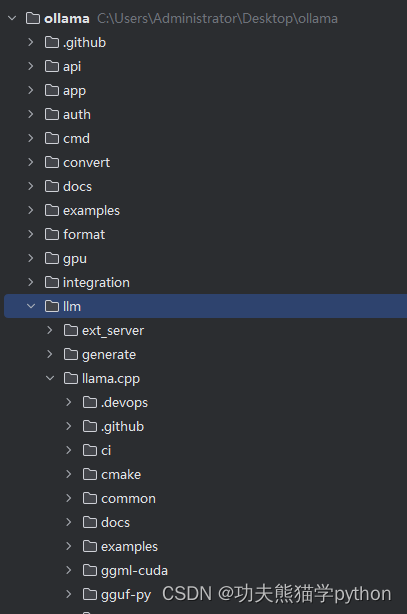 ollama C:\Users\Administrator\Desktop\ollama
.github
api
app
auth
cmd
convert
docs
examples
format
gpu
integration
llm
ext_server
generate
llama.cpp
.devops
.github
ci
cmake
common
docs
examples
ggml-cuda
gguf-py
CSDN @功夫熊猫学python